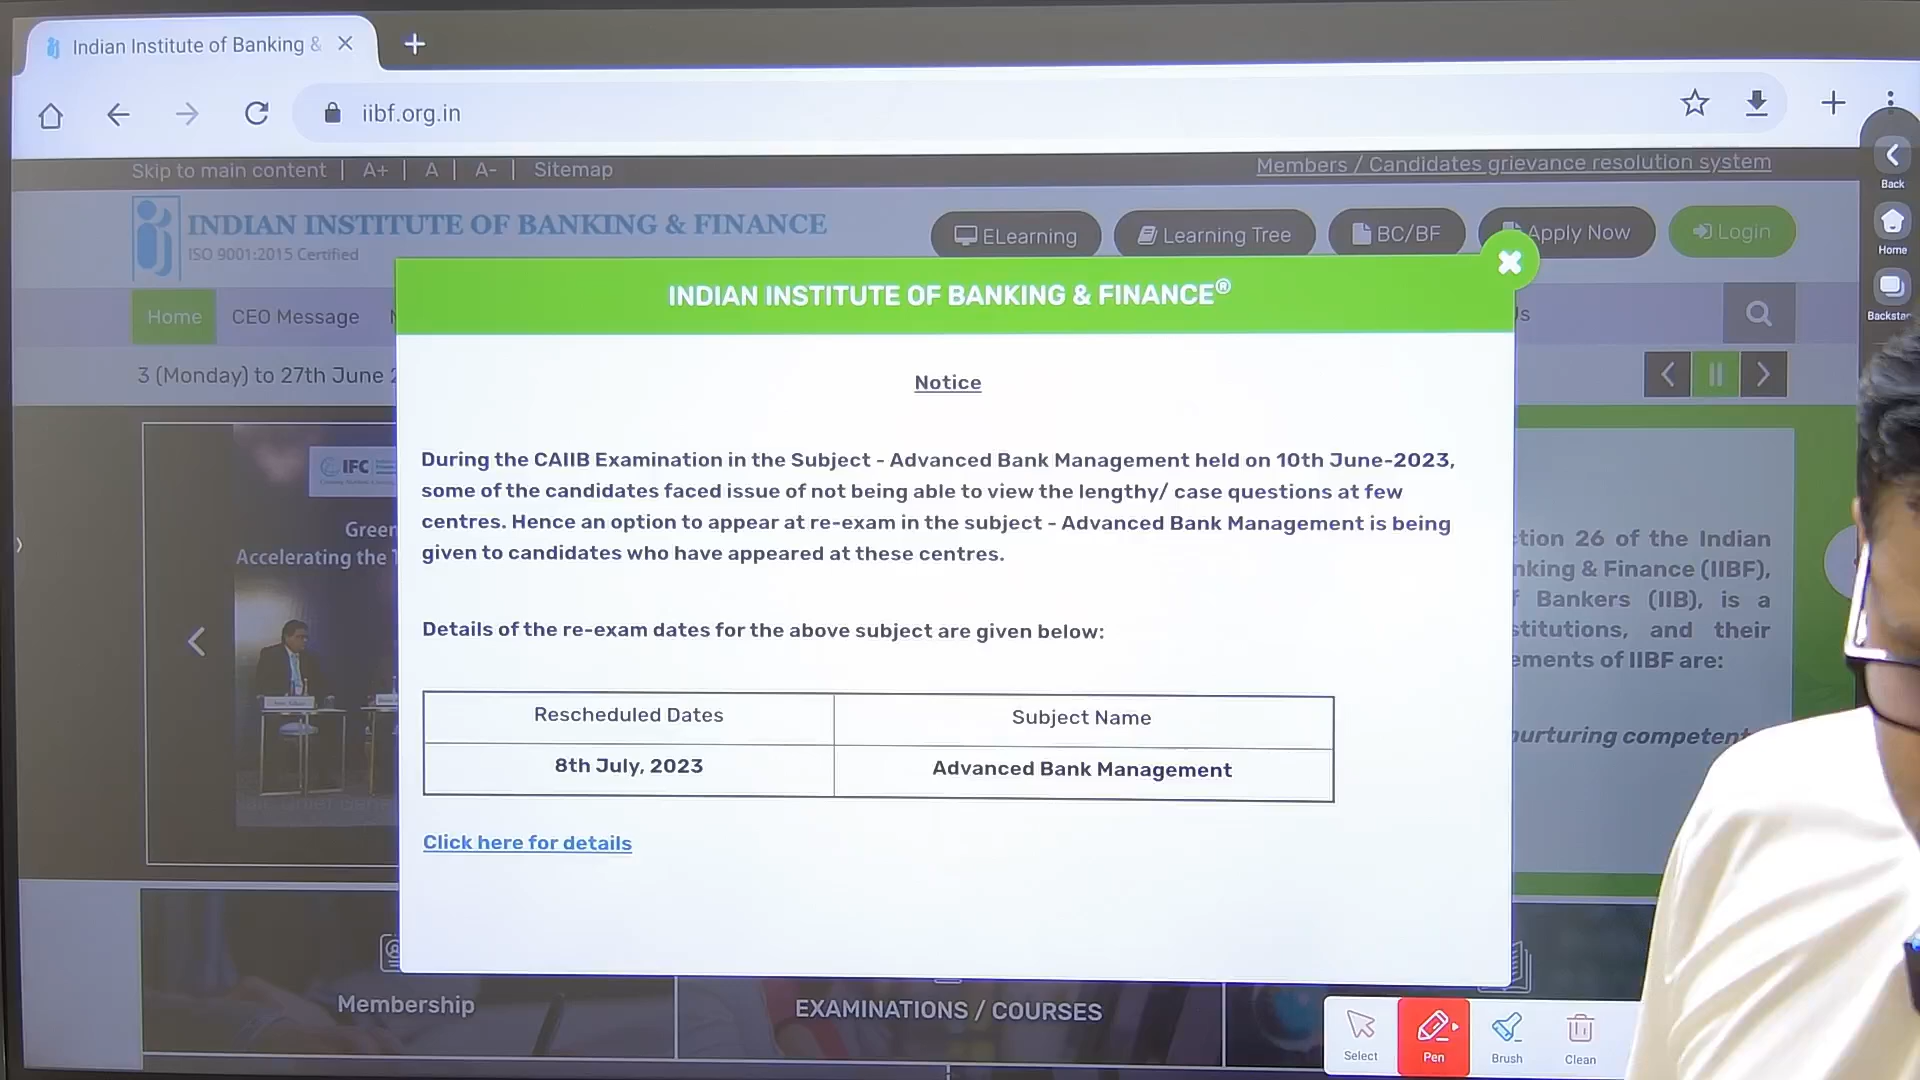 Indian Institute of Banking &
iibf.org.in
Skip to main content | A+ | A | A- | Sitemap
Members / Candidates grievance resolution system
Back
INDIAN INSTITUTE OF BANKING & FINANCE
ISO 9001:2015 Certified
ELearning
Learning Tree
BC/BF
Apply Now
Login
Home
INDIAN INSTITUTE OF BANKING & FINANCE®
Home
CEO Message
Backstage
3 (Monday) to 27th June
Notice
IFC
During the CAIIB Examination in the Subject - Advanced Bank Management held on 10th June-2023,
some of the candidates faced issue of not being able to view the lengthy/ case questions at few
centres. Hence an option to appear at re-exam in the subject - Advanced Bank Management is being
given to candidates who have appeared at these centres.
Green
Accelerating the
tion 26 of the Indian
nking & Finance (IIBF),
f Bankers (IIB), is a
stitutions, and their
ements of IIBF are:
urturing competent
Details of the re-exam dates for the above subject are given below:
Rescheduled Dates
Subject Name
8th July, 2023
Advanced Bank Management
Click here for details
Membership
EXAMINATIONS / COURSES
Select
Pen
Brush
Clean